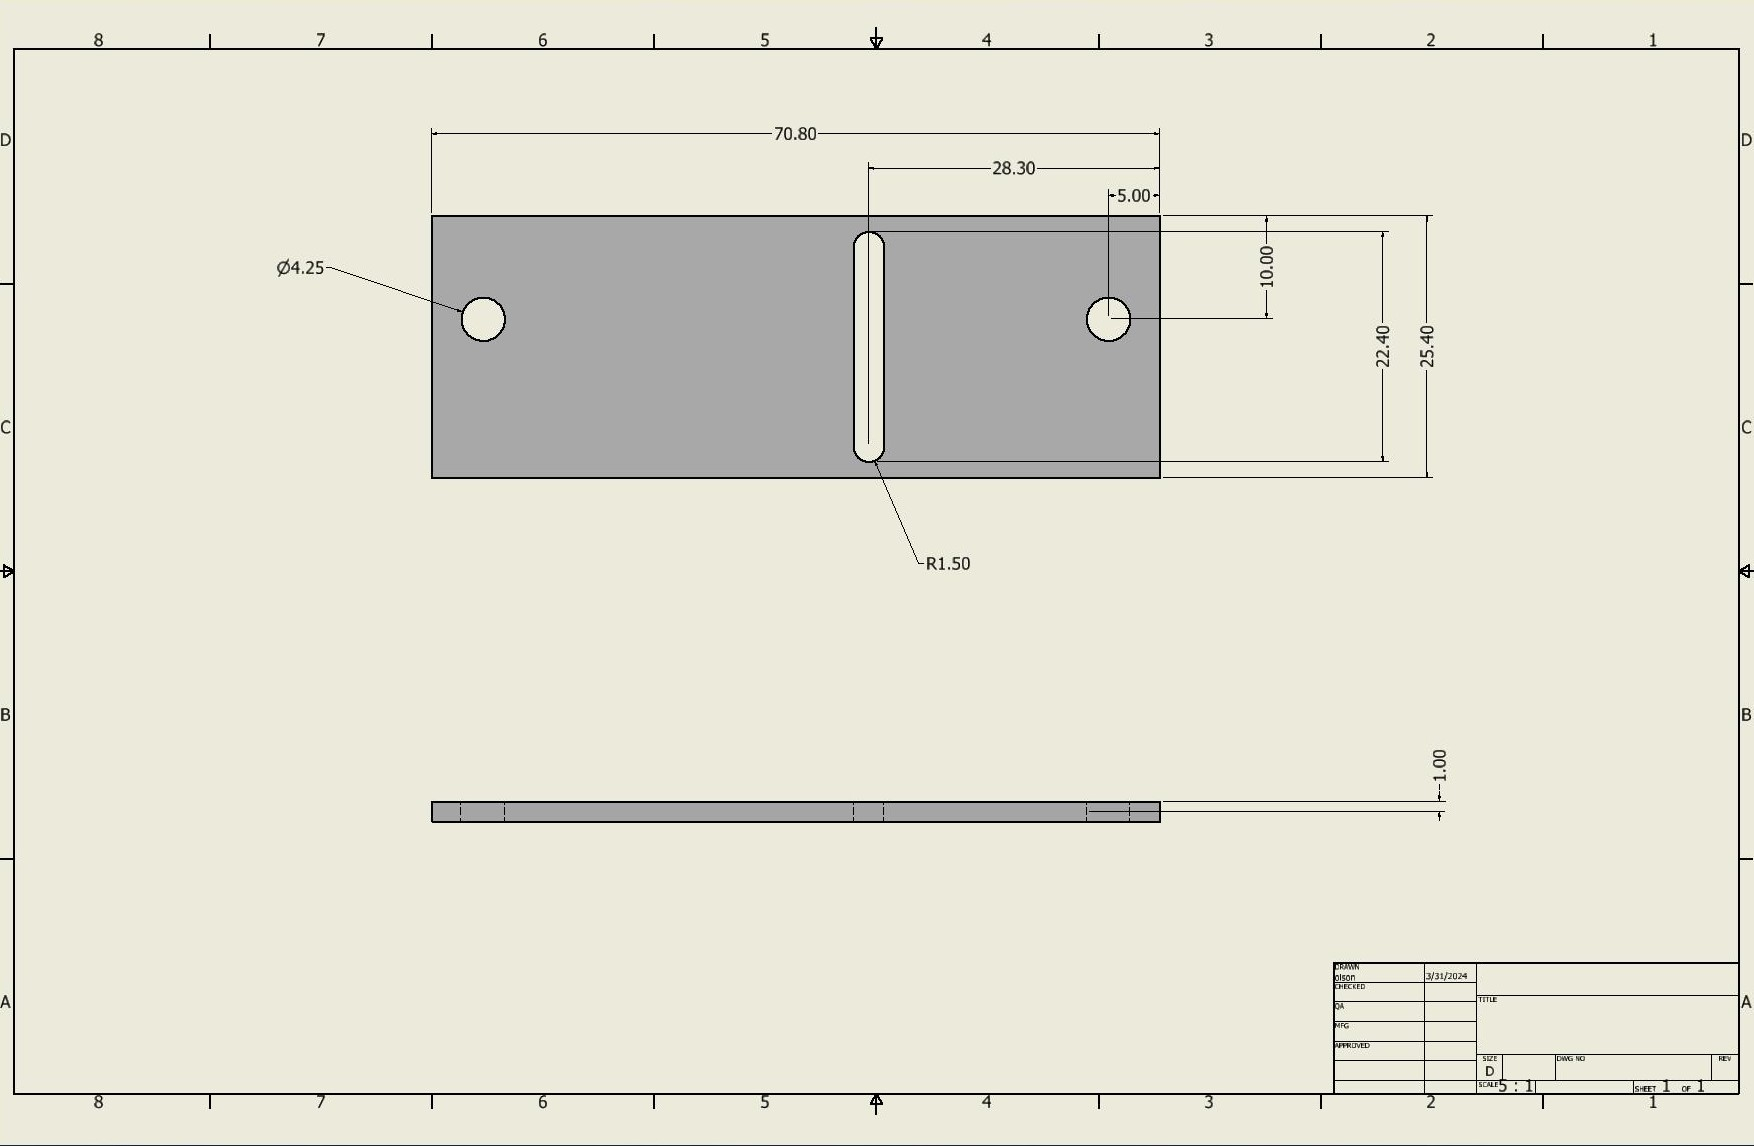 8 7 6 5 4 3 2 1
D D
70.80
28.30
5.00
Ø4.25
10.00
22.40
25.40
C C
R1.50
B B
1.00
DRAWN
olson 3/31/2024
CHECKED
TITLE
A A
QA
MFG
APPROVED
SIZE DWG NO REV
D
SCALE 5 : 1 SHEET 1 OF 1
8 7 6 5 4 3 2 1